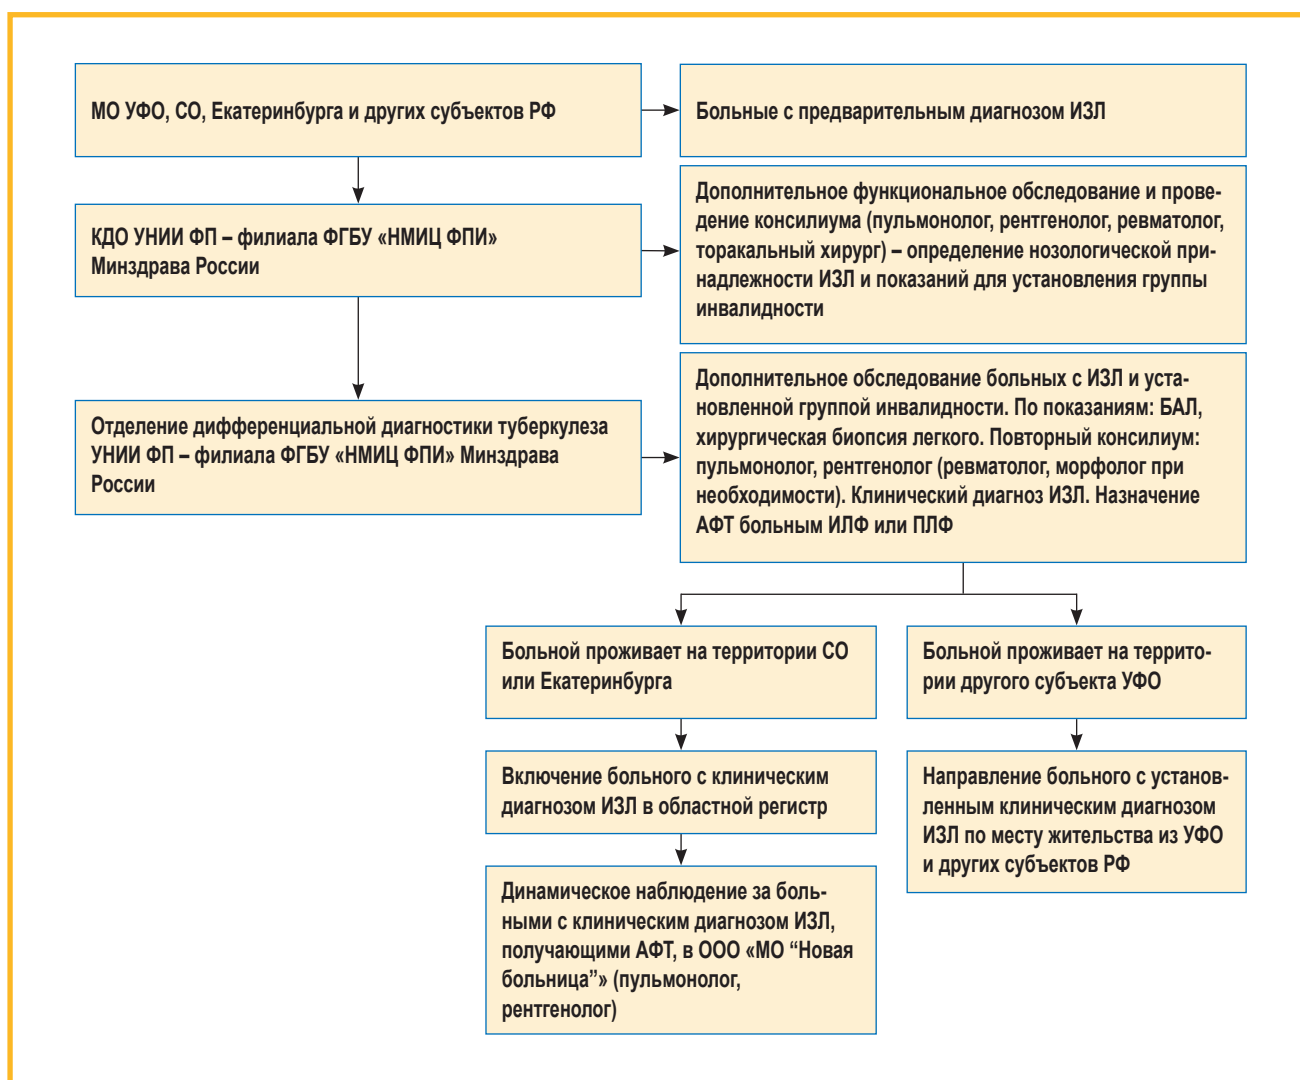 МО УФО, СО, Екатеринбурга и других субъектов РФ
Больные с предварительным диагнозом ИЗЛ
КДО УНИИ ФП – филиала ФГБУ «НМИЦ ФПИ»
Минздрава России
Дополнительное функциональное обследование и прове-
дение консилиума (пульмонолог, рентгенолог, ревматолог,
торакальный хирург) – определение нозологической при-
надлежности ИЗЛ и показаний для установления группы
инвалидности
Отделение дифференциальной диагностики туберкулеза
УНИИ ФП – филиала ФГБУ «НМИЦ ФПИ» Минздрава
России
Дополнительное обследование больных с ИЗЛ и уста-
новленной группой инвалидности. По показаниям: БАЛ,
хирургическая биопсия легкого. Повторный консилиум:
пульмонолог, рентгенолог (ревматолог, морфолог при
необходимости). Клинический диагноз ИЗЛ. Назначение
АФТ больным ИЛФ или ПЛФ
Больной проживает на территории СО
или Екатеринбурга
Больной проживает на террито-
рии другого субъекта УФО
Включение больного с клиническим
диагнозом ИЗЛ в областной регистр
Направление больного с установ-
ленным клиническим диагнозом
ИЗЛ по месту жительства из УФО
и других субъектов РФ
Динамическое наблюдение за боль-
ными с клиническим диагнозом ИЗЛ,
получающими АФТ, в ООО «МО “Новая
больница”» (пульмонолог,
рентгенолог)